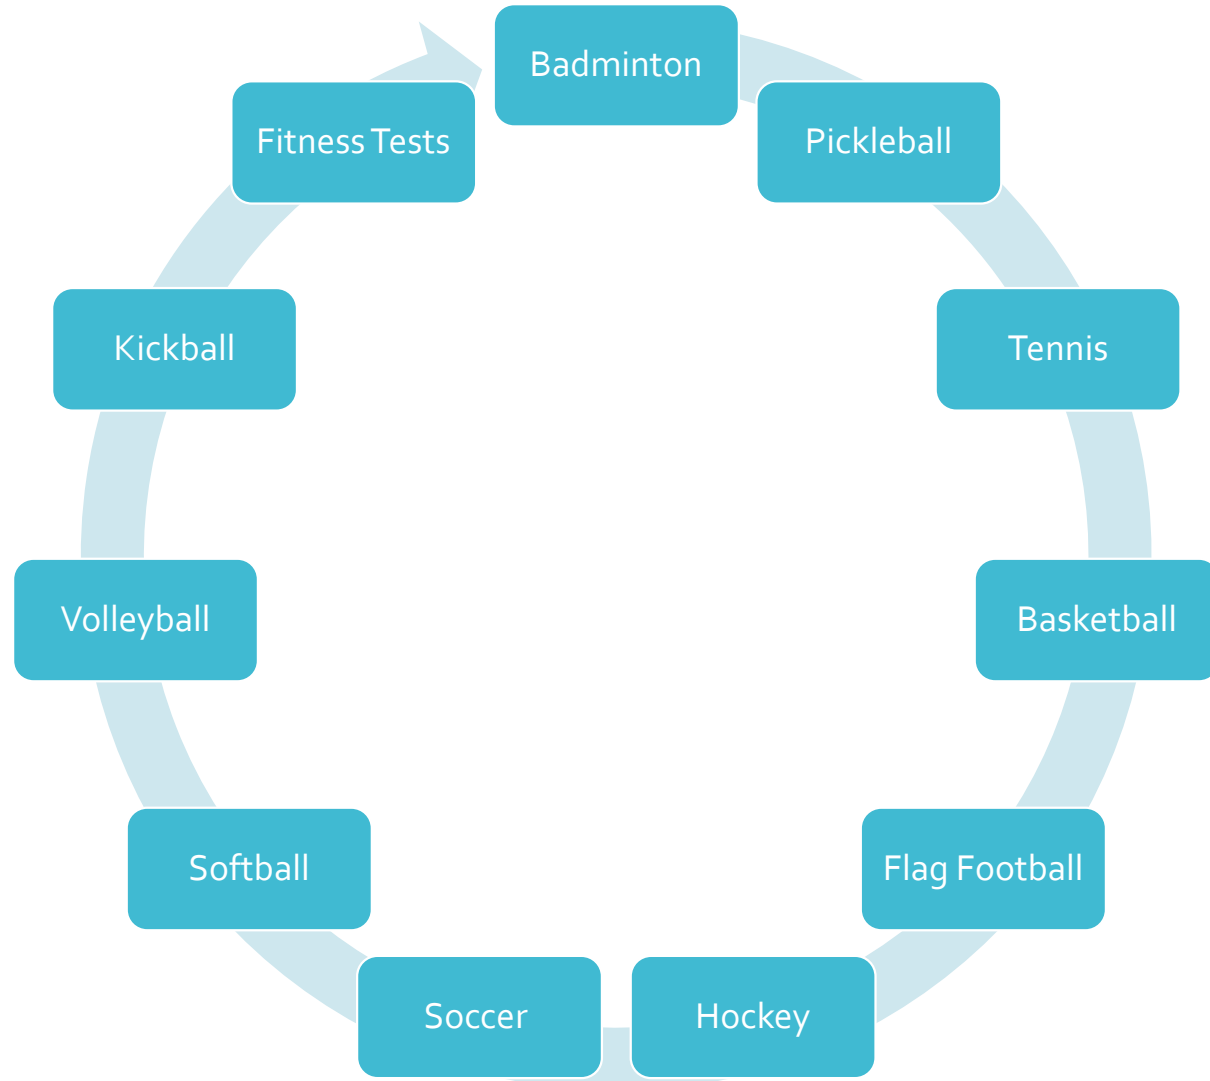 Badminton
Pickleball
Tennis
Basketball
Flag Football
Hockey
Soccer
Softball
Volleyball
Kickball
Fitness Tests